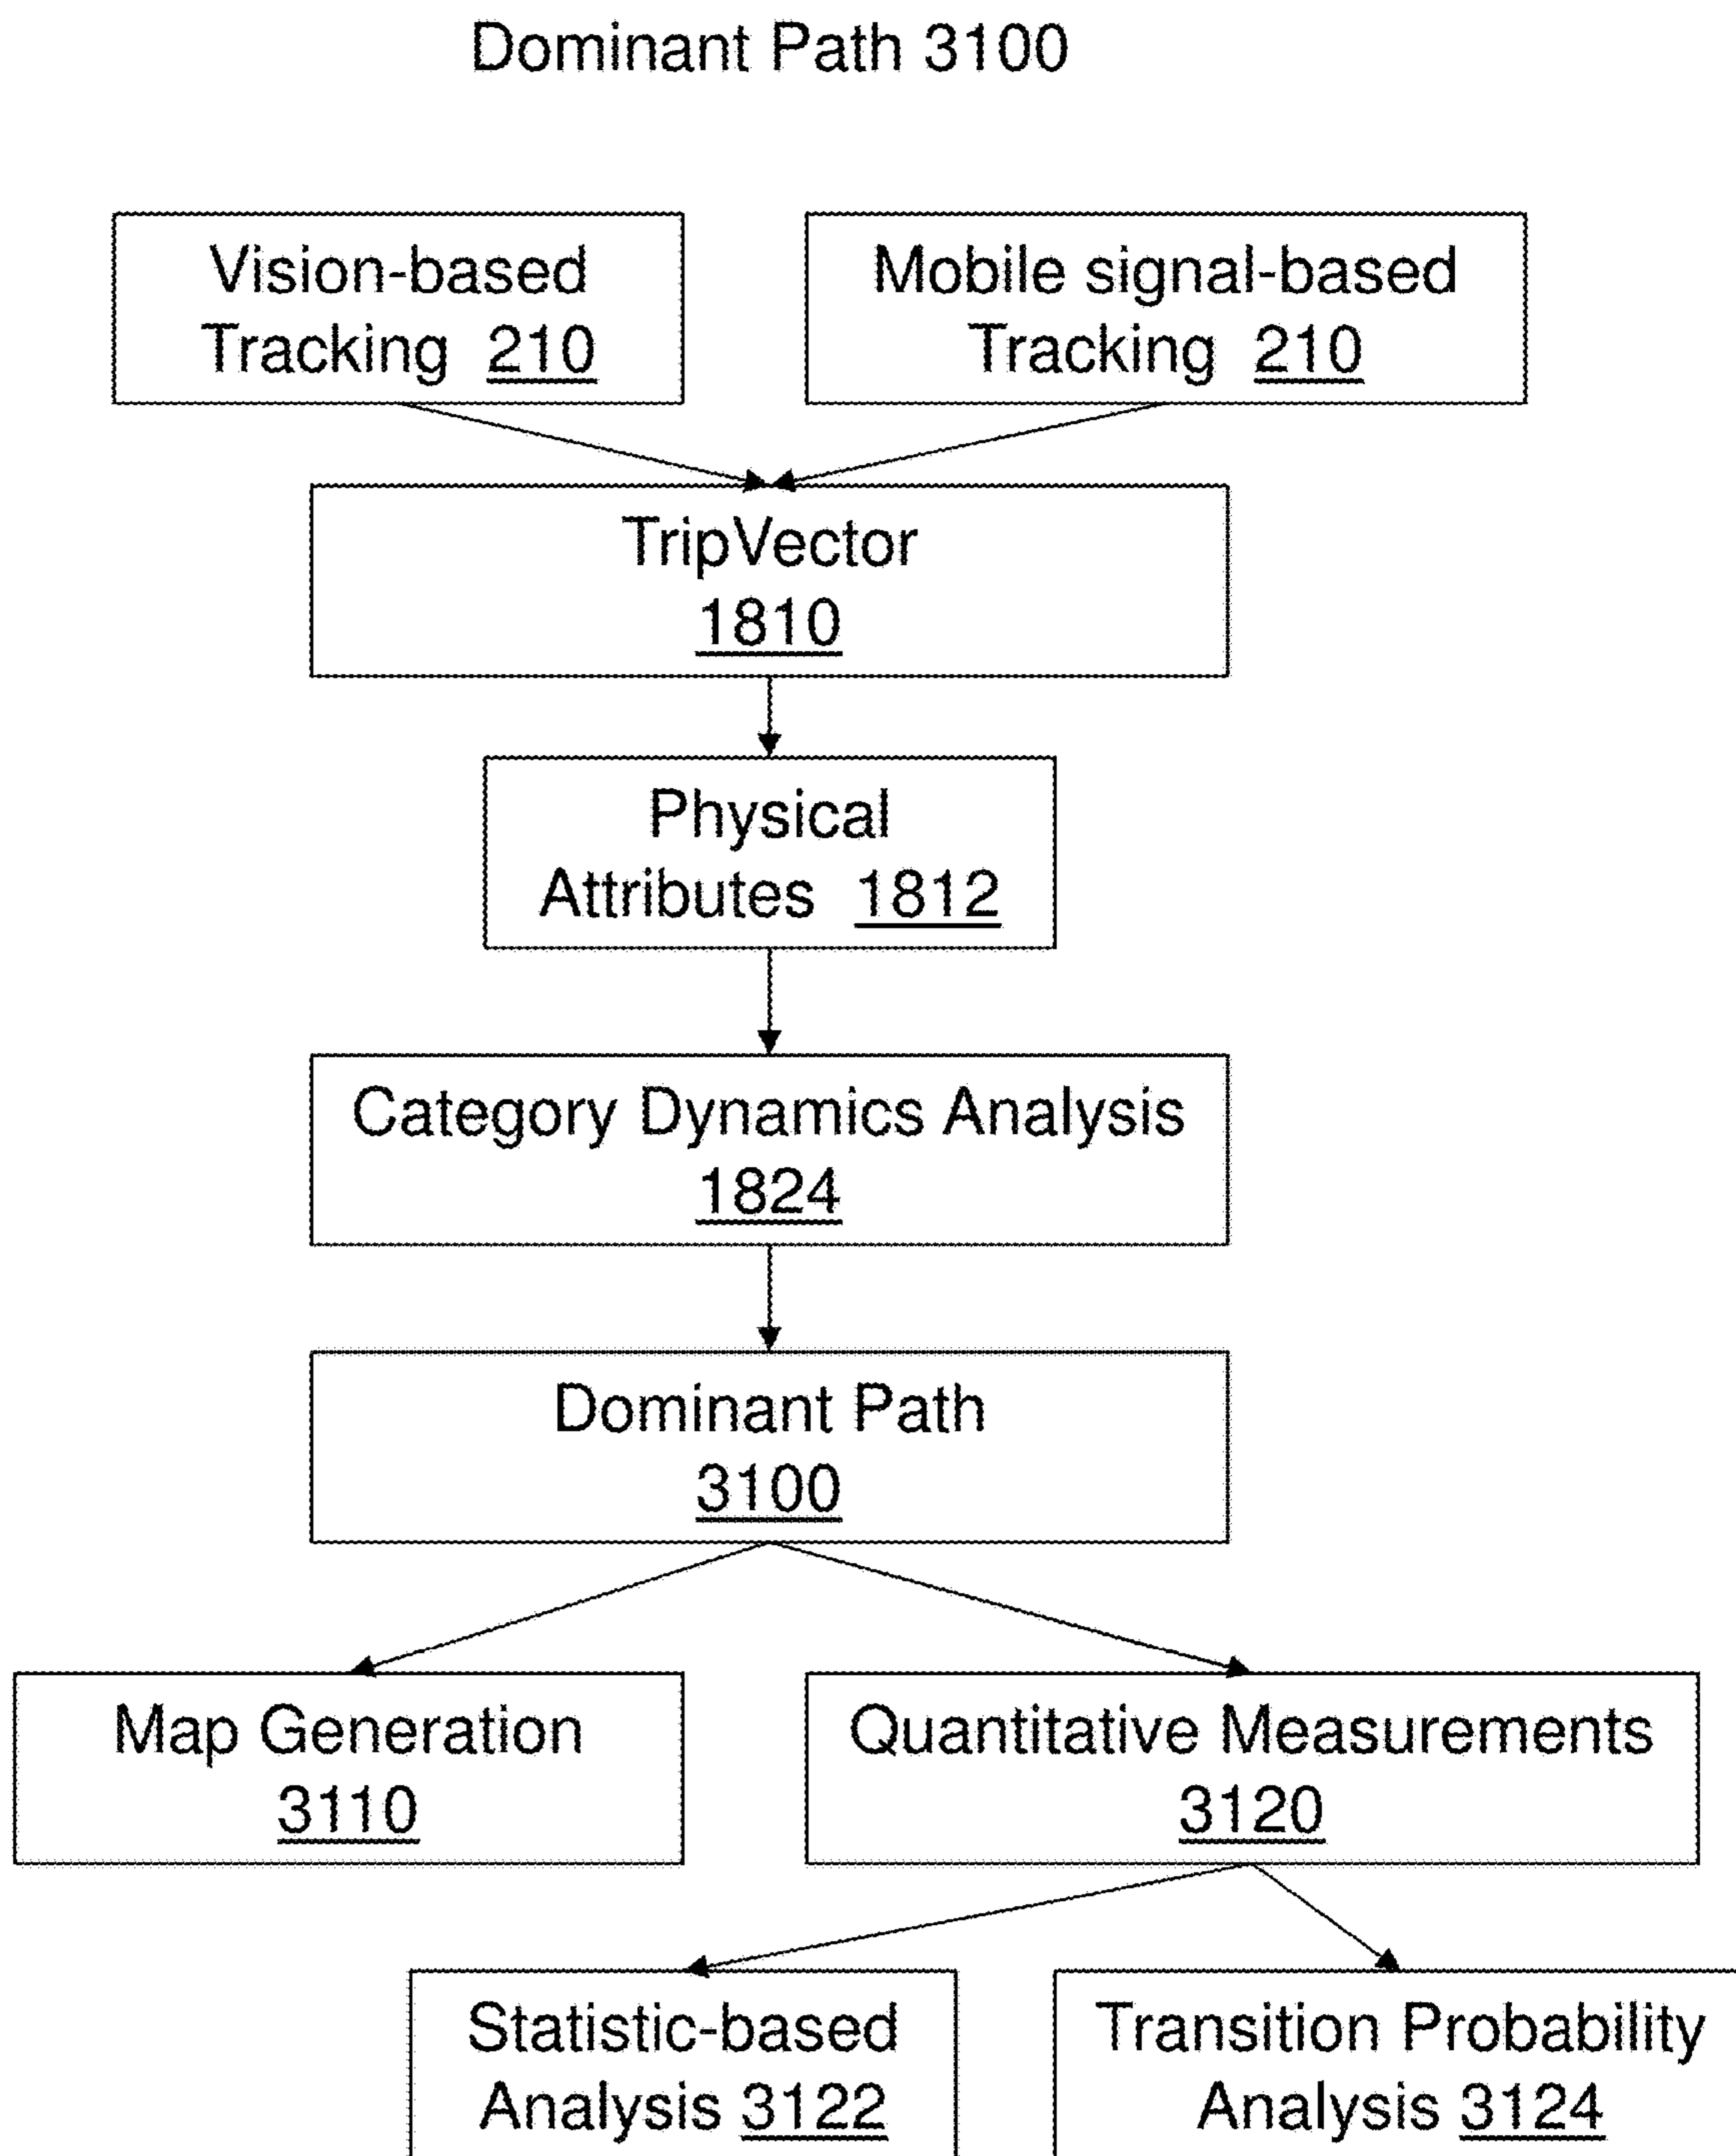 Dominant Path 3100
Vision-based
Tracking 210
Mobile signal-based
Tracking 210
TripVector
1810
Physical
Attributes 1812
Category Dynamics Analysis
1824
Dominant Path
3100
Map Generation
3110
Quantitative Measurements
3120
Statistic-based
Analysis 3122
Transition Probability
Analysis 3124